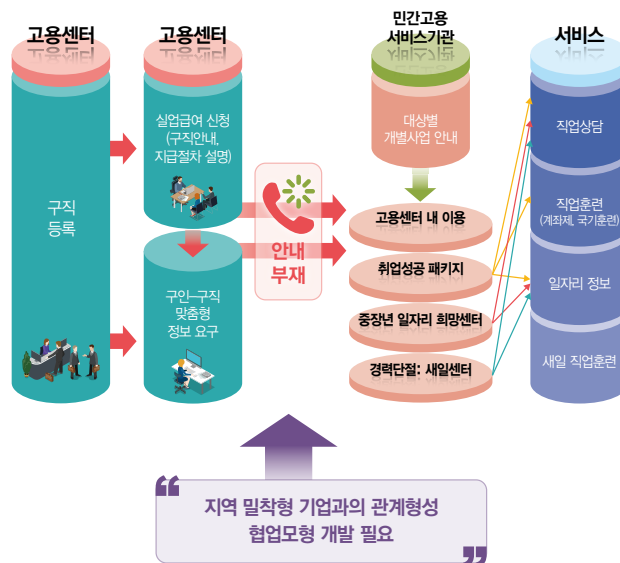 고용센터
구직
등록
고용센터
실업급여 신청
(구직안내,
지급절차 설명)
구인–구직
맞춤형
정보 요구
안내
부재
민간고용
서비스기관
대상별
개별사업 안내
고용센터 내 이용
취업성공 패키지
중장년 일자리 희망센터
경력단절: 새일센터
서비스
직업상담
직업훈련
(계좌제, 국기훈련)
일자리 정보
새일 직업훈련
“ 지역 밀착형 기업과의 관계형성
협업모형 개발 필요 ”